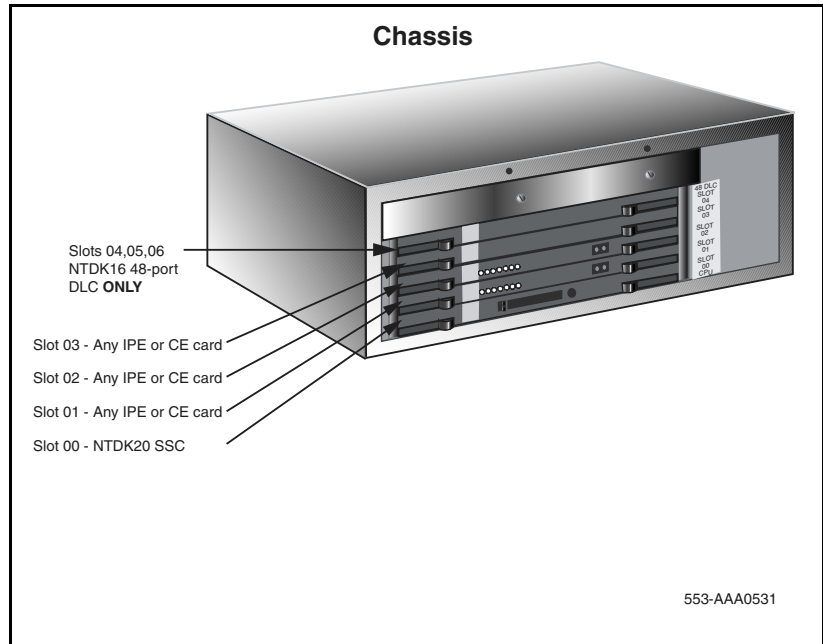 Chassis
48 DLC
SLOT
04
SLOT
03
SLOT
02
SLOT
01
SLOT
00
CPU
Slots 04,05,06
NTDK16 48-port
DLC ONLY
Slot 03 - Any IPE or CE card
Slot 02 - Any IPE or CE card
Slot 01 - Any IPE or CE card
Slot 00 - NTDK20 SSC
553-AAA0531